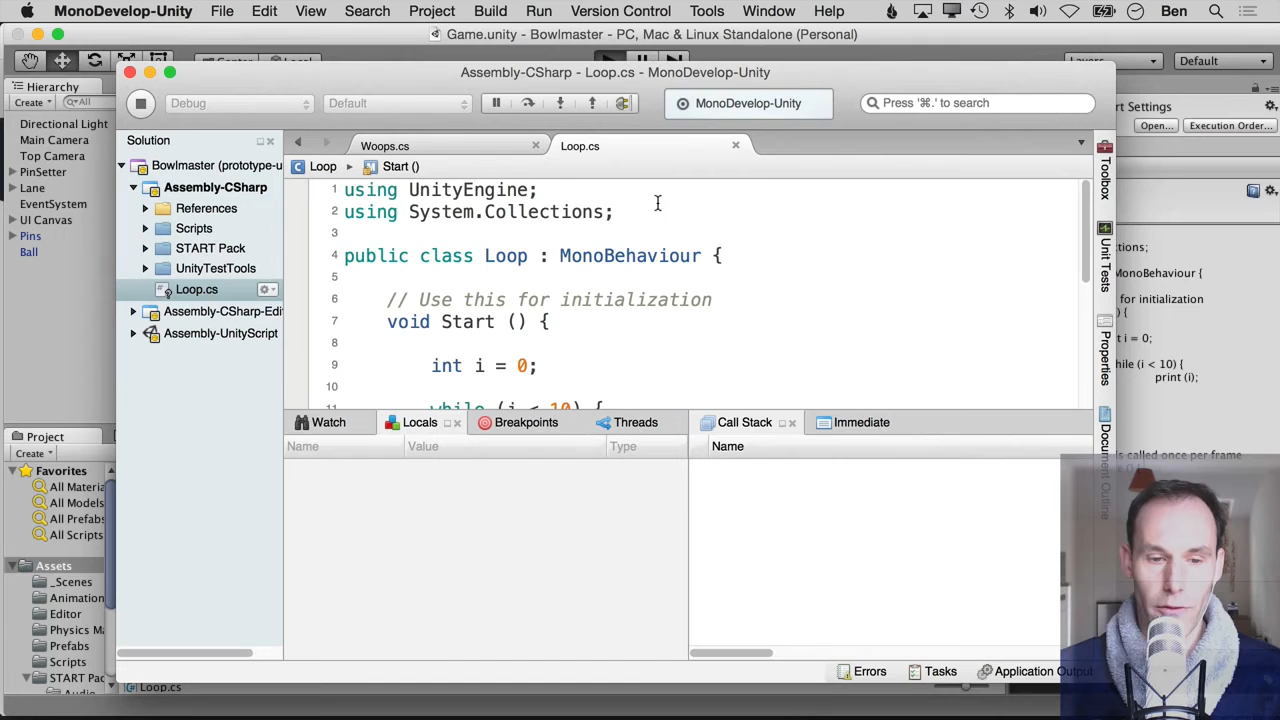 MonoDevelop-Unity File Edit View Search Project Build Run Version Control Tools Window Help Ben
Game.unity - Bowlmaster - PC, Mac & Linux Standalone (Personal)
Default
Hierarchy
Create
All
Directional Light
Main Camera
Top Camera
PinSetter
Lane
EventSystem
UI Canvas
Pins
Ball
Project
Create
Favorites
All Materia
All Models
All Prefabs
All Scripts
Assets
_Scenes
Animation
Editor
Physics Ma
Prefabs
Scripts
START Pac
Loop.cs
Assembly-CSharp - Loop.cs - MonoDevelop-Unity
Debug Default MonoDevelop-Unity Press '⌘.' to search
Solution
Bowlmaster (prototype-u
Assembly-CSharp
References
Scripts
START Pack
UnityTestTools
Loop.cs
Assembly-CSharp-Edi
Assembly-UnityScript
Woops.cs Loop.cs
Loop Start ()
1 using UnityEngine;
2 using System.Collections;
3
4 public class Loop : MonoBehaviour {
5
6 // Use this for initialization
7 void Start () {
8
9 int i = 0;
10
11 while (i < 10) {
Watch Locals Breakpoints Threads
Name Value Type
Call Stack Immediate
Name
Errors Tasks Application Output
Toolbox
Unit Tests
Properties
Document Outline
rt Settings
Open... Execution Order...
tions;
MonoBehaviour {
for initialization
) {
t i = 0;
hile (i < 10) {
print (i);
s called once per frame